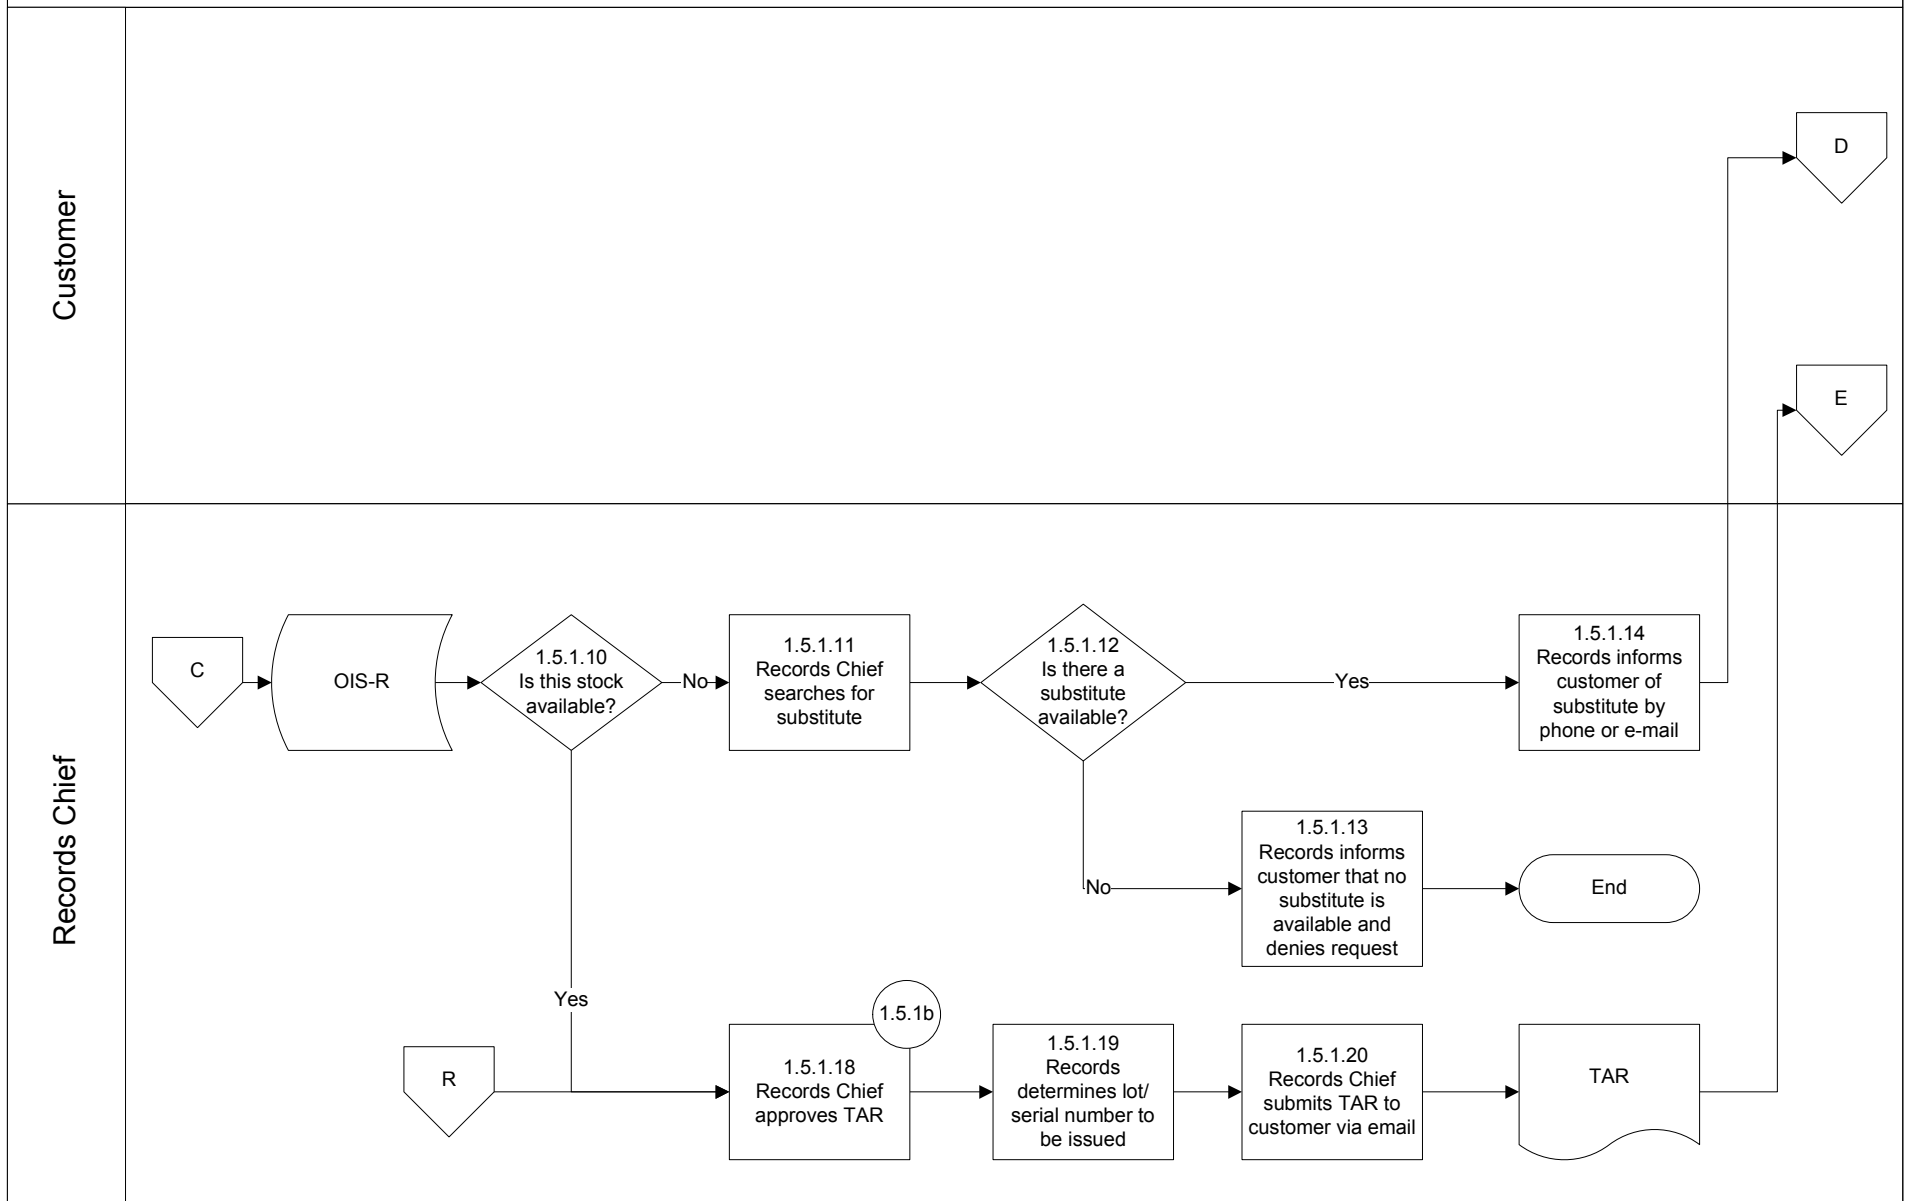 Customer
D
E
Records Chief
C
OIS-R
1.5.1.10
Is this stock
available?
No
1.5.1.11
Records Chief
searches for
substitute
1.5.1.12
Is there a
substitute
available?
Yes
1.5.1.14
Records informs
customer of
substitute by
phone or e-mail
No
1.5.1.13
Records informs
customer that no
substitute is
available and
denies request
End
Yes
R
1.5.1b
1.5.1.18
Records Chief
approves TAR
1.5.1.19
Records
determines lot/
serial number to
be issued
1.5.1.20
Records Chief
submits TAR to
customer via email
TAR